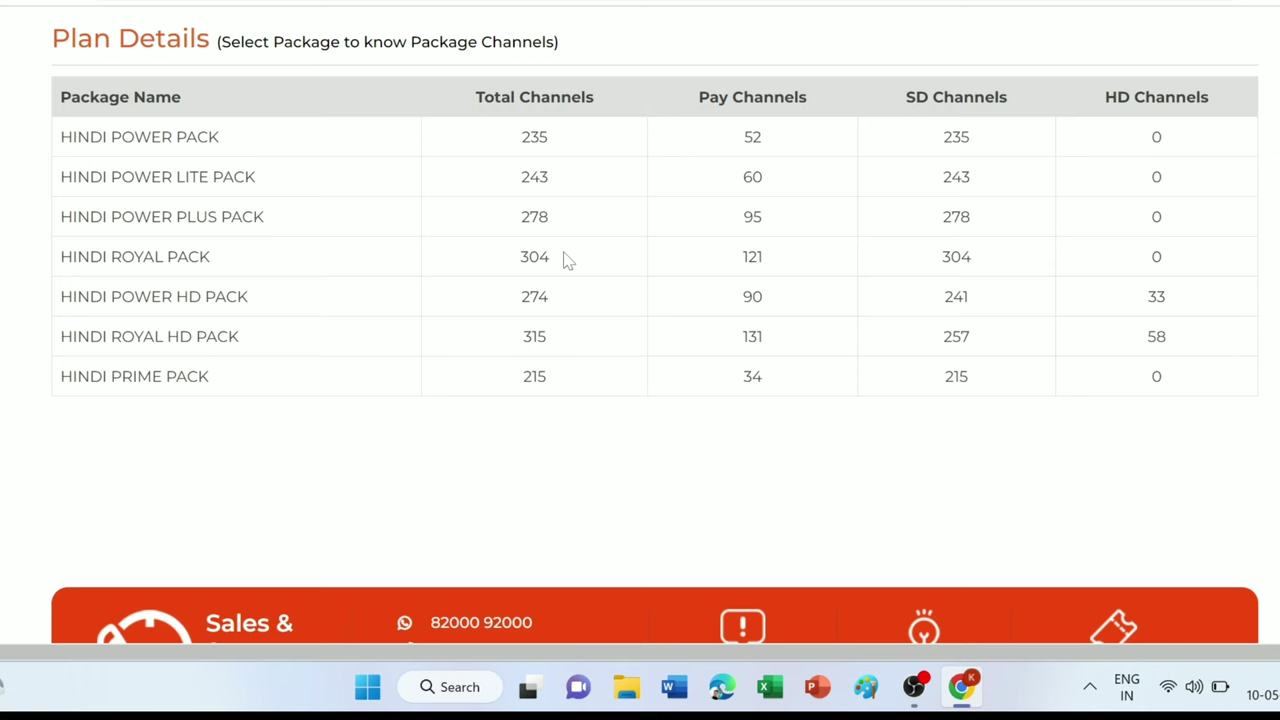 Plan Details (Select Package to know Package Channels)
Package Name Total Channels Pay Channels SD Channels HD Channels
HINDI POWER PACK 235 52 235 0
HINDI POWER LITE PACK 243 60 243 0
HINDI POWER PLUS PACK 278 95 278 0
HINDI ROYAL PACK 304 121 304 0
HINDI POWER HD PACK 274 90 241 33
HINDI ROYAL HD PACK 315 131 257 58
HINDI PRIME PACK 215 34 215 0
Sales & 82000 92000
Search ENG
IN 10-05